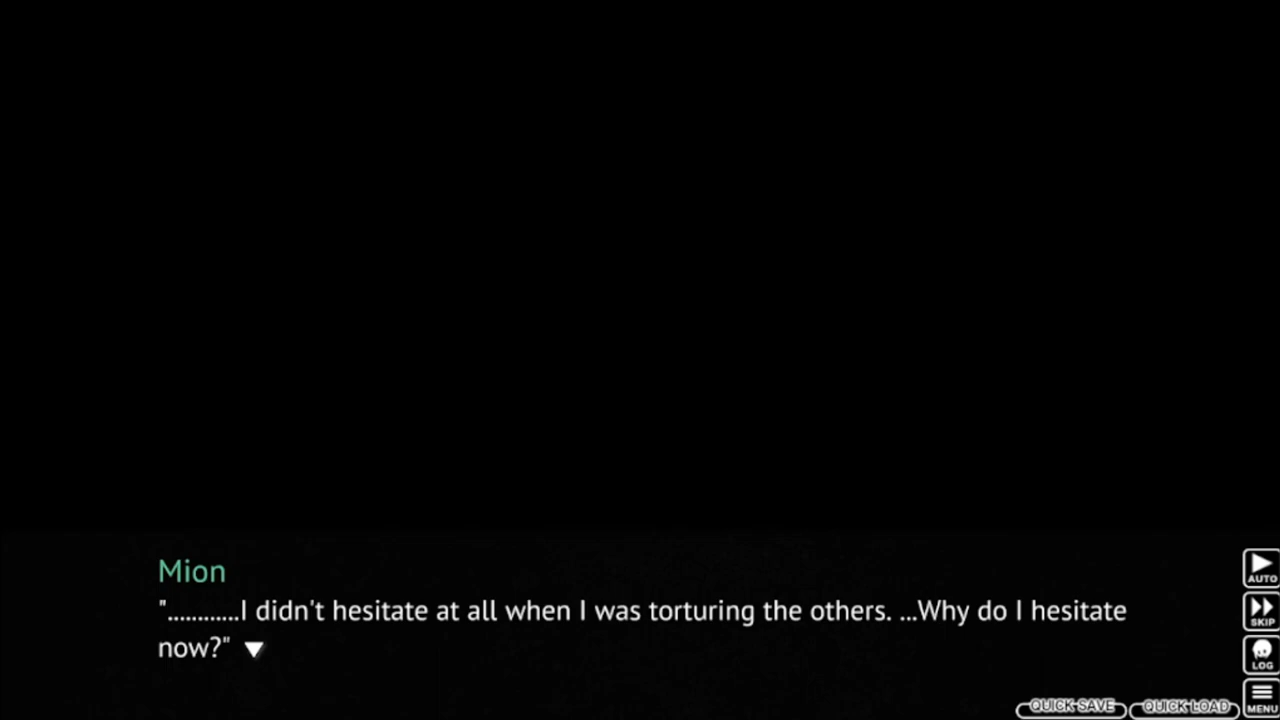 Mion
"............I didn't hesitate at all when I was torturing the others. ...Why do I hesitate
now?"
AUTO
SKIP
LOG
MENU
QUICK SAVE
QUICK LOAD